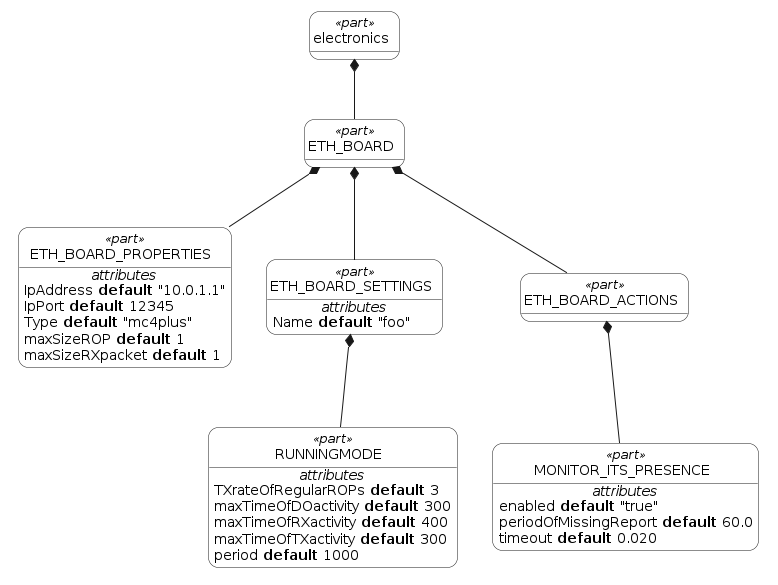 «part»
electronics
«part»
ETH_BOARD
«part»
ETH_BOARD_PROPERTIES
attributes
IpAddress default "10.0.1.1"
IpPort default 12345
Type default "mc4plus"
maxSizeROP default 1
maxSizeRXpacket default 1
«part»
ETH_BOARD_SETTINGS
attributes
Name default "foo"
«part»
ETH_BOARD_ACTIONS
«part»
RUNNINGMODE
attributes
TXrateOfRegularROPs default 3
maxTimeOfDOactivity default 300
maxTimeOfRXactivity default 400
maxTimeOfTXactivity default 300
period default 1000
«part»
MONITOR_ITS_PRESENCE
attributes
enabled default "true"
periodOfMissingReport default 60.0
timeout default 0.020